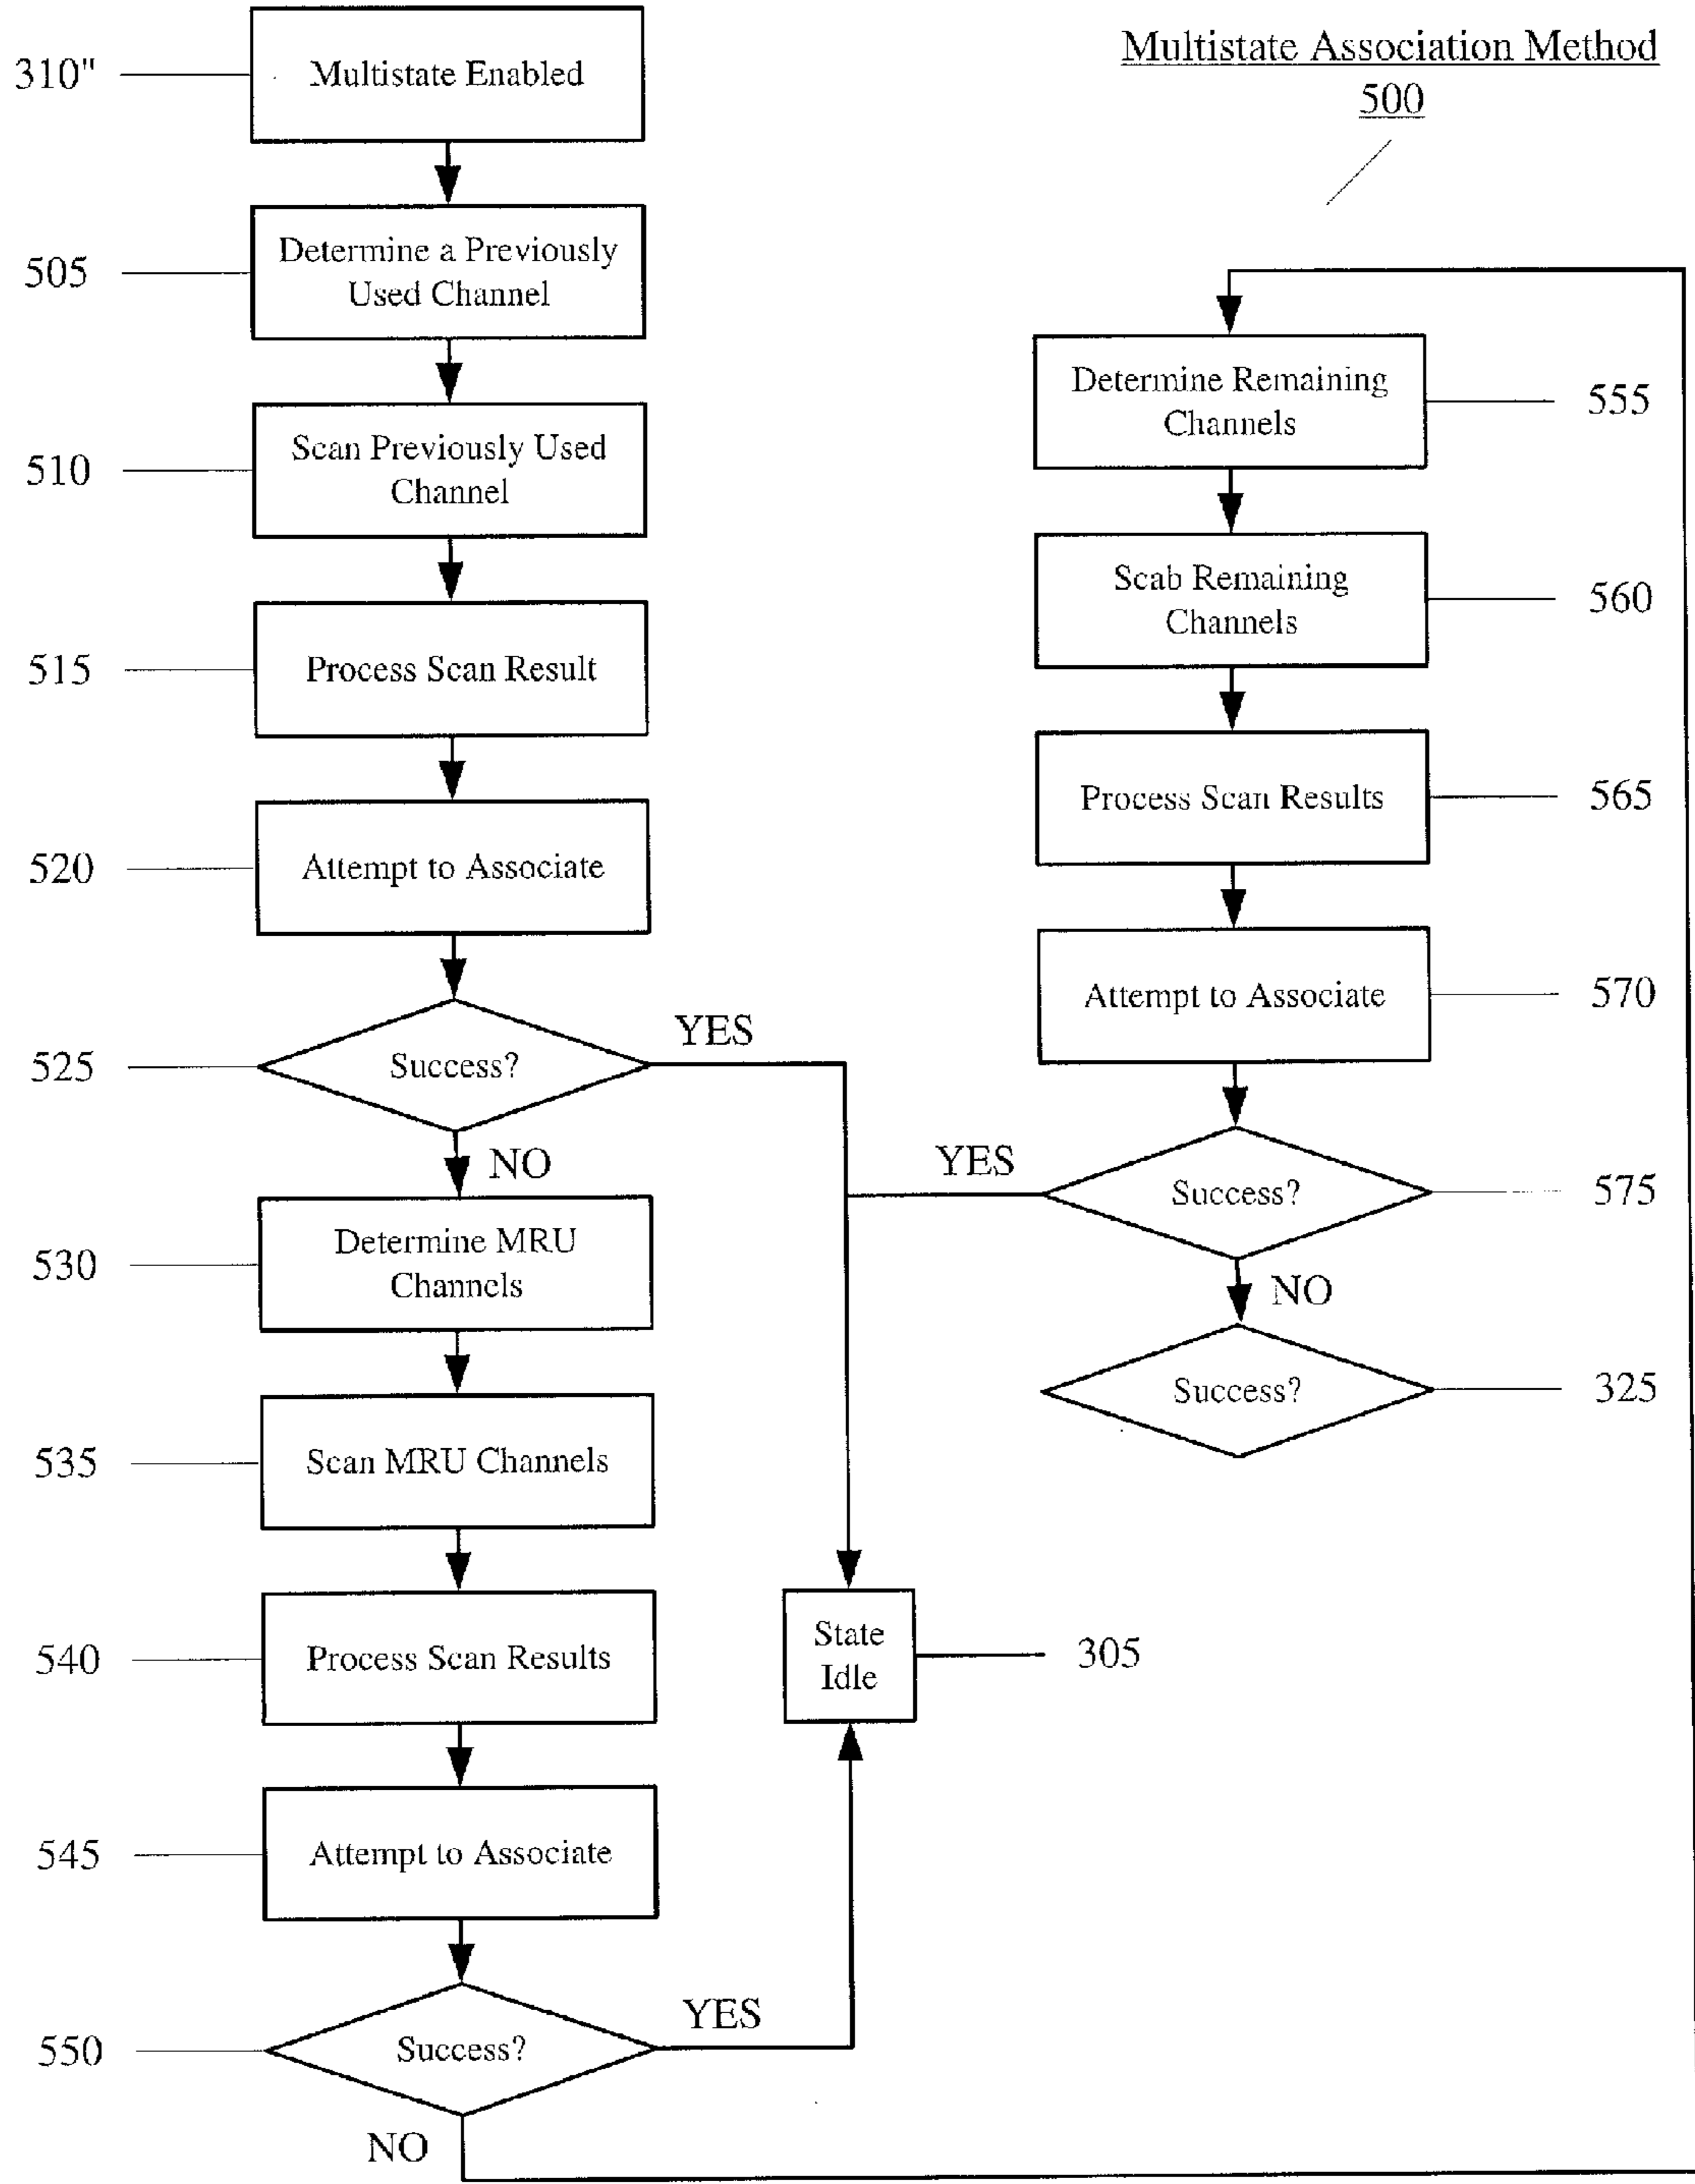 Multistate Association Method
500
310"
Multistate Enabled
505
Determine a Previously
Used Channel
510
Scan Previously Used
Channel
515
Process Scan Result
520
Attempt to Associate
525
Success?
YES
NO
530
Determine MRU
Channels
535
Scan MRU Channels
540
Process Scan Results
545
Attempt to Associate
550
Success?
YES
NO
State
Idle
305
Determine Remaining
Channels
555
Scab Remaining
Channels
560
Process Scan Results
565
Attempt to Associate
570
YES
Success?
575
NO
Success?
325